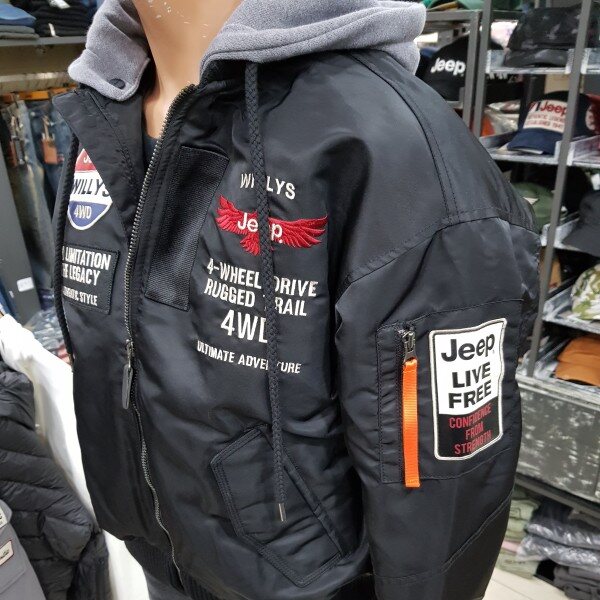 WILLYS
4WD
LIMITATION
LEGACY
STYLE
WILLYS
Jeep
4-WHEEL DRIVE
RUGGED TRAIL
4WD
ULTIMATE ADVENTURE
Jeep
LIVE
FREE
CONFIDENCE
FROM
STRENGTH
Jeep
Jeep